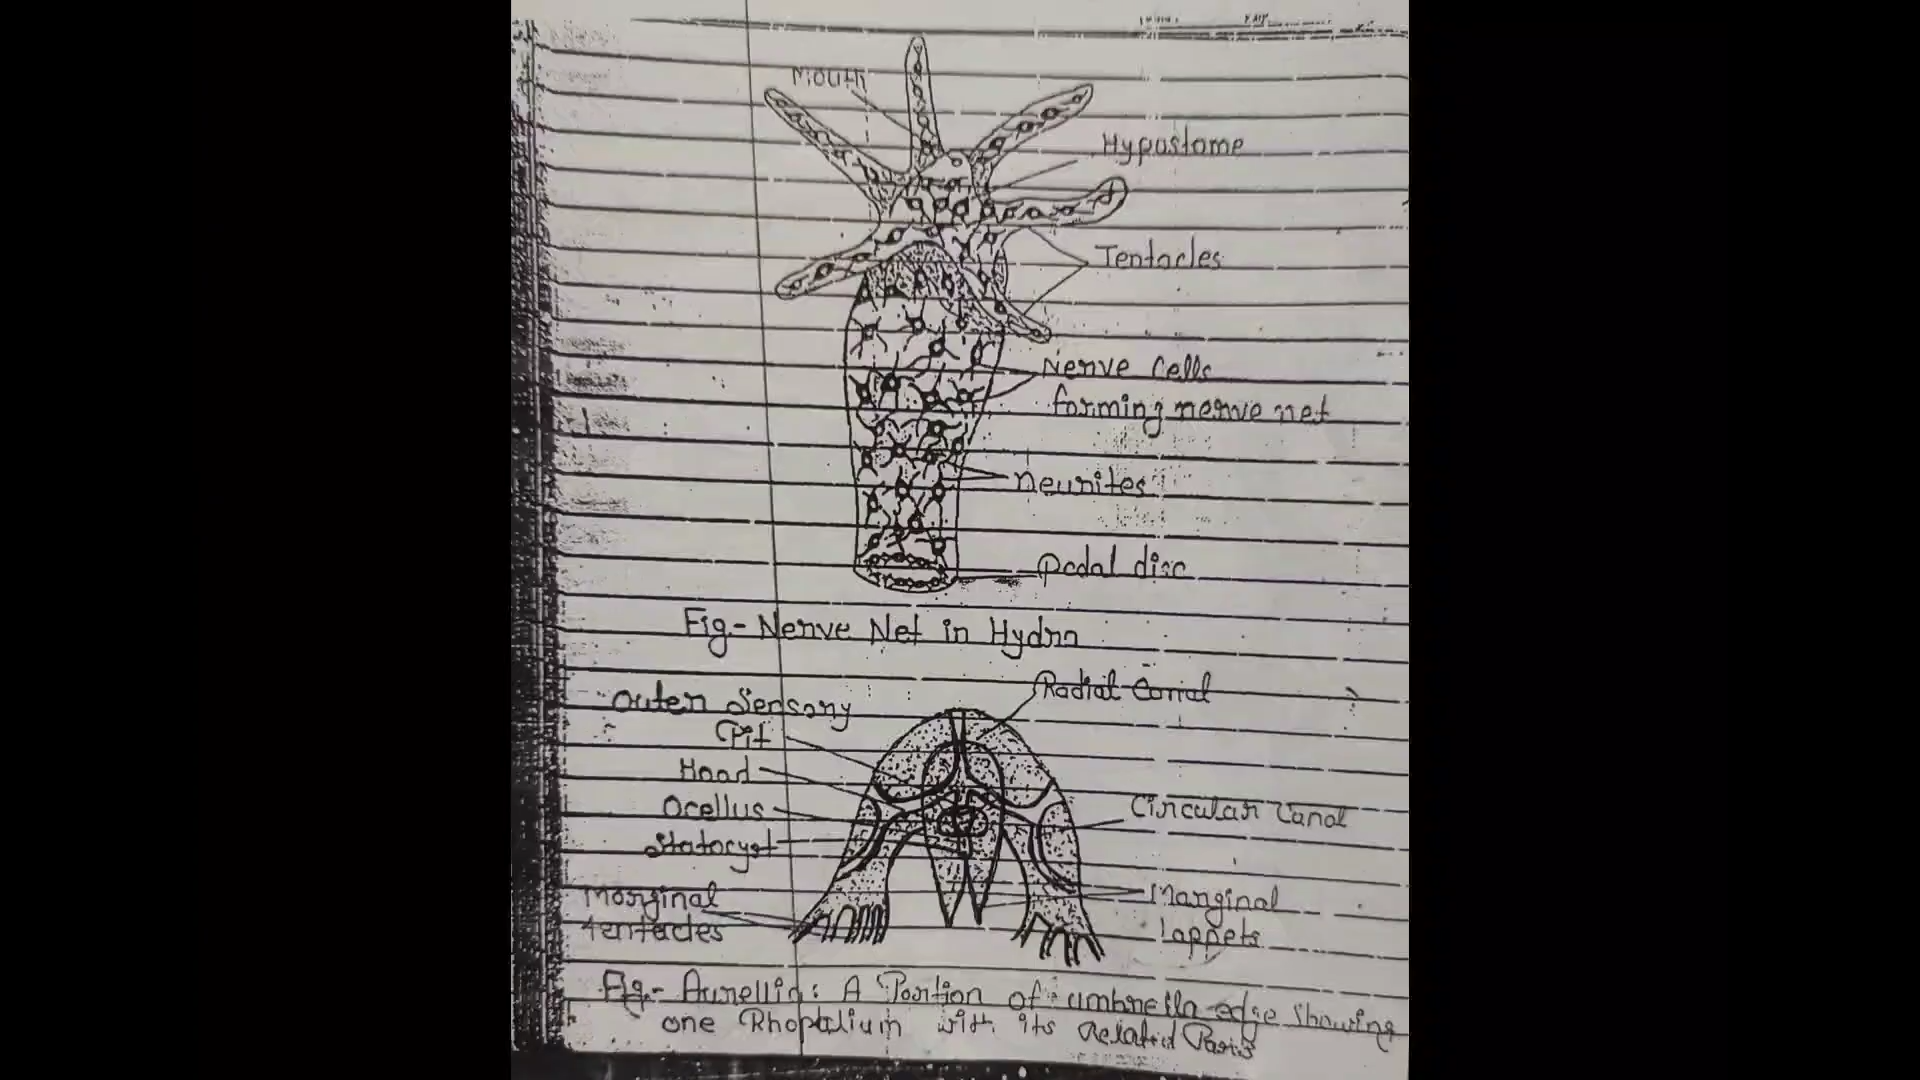 Mouth
Hypostome
Tentacles
Nerve Cells
forming nerve net
Neurites
Pedal disc
Fig.- Nerve Net in Hydra
Radial Canal
Outer Sensory
Pit
Hood
Ocellus
Circular Canal
Statocyst
Marginal
tentacles
Marginal
Lappets
Fig.- Aurellia: A Portion of umbrella edge showing
one Rhopalium with its Related Parts